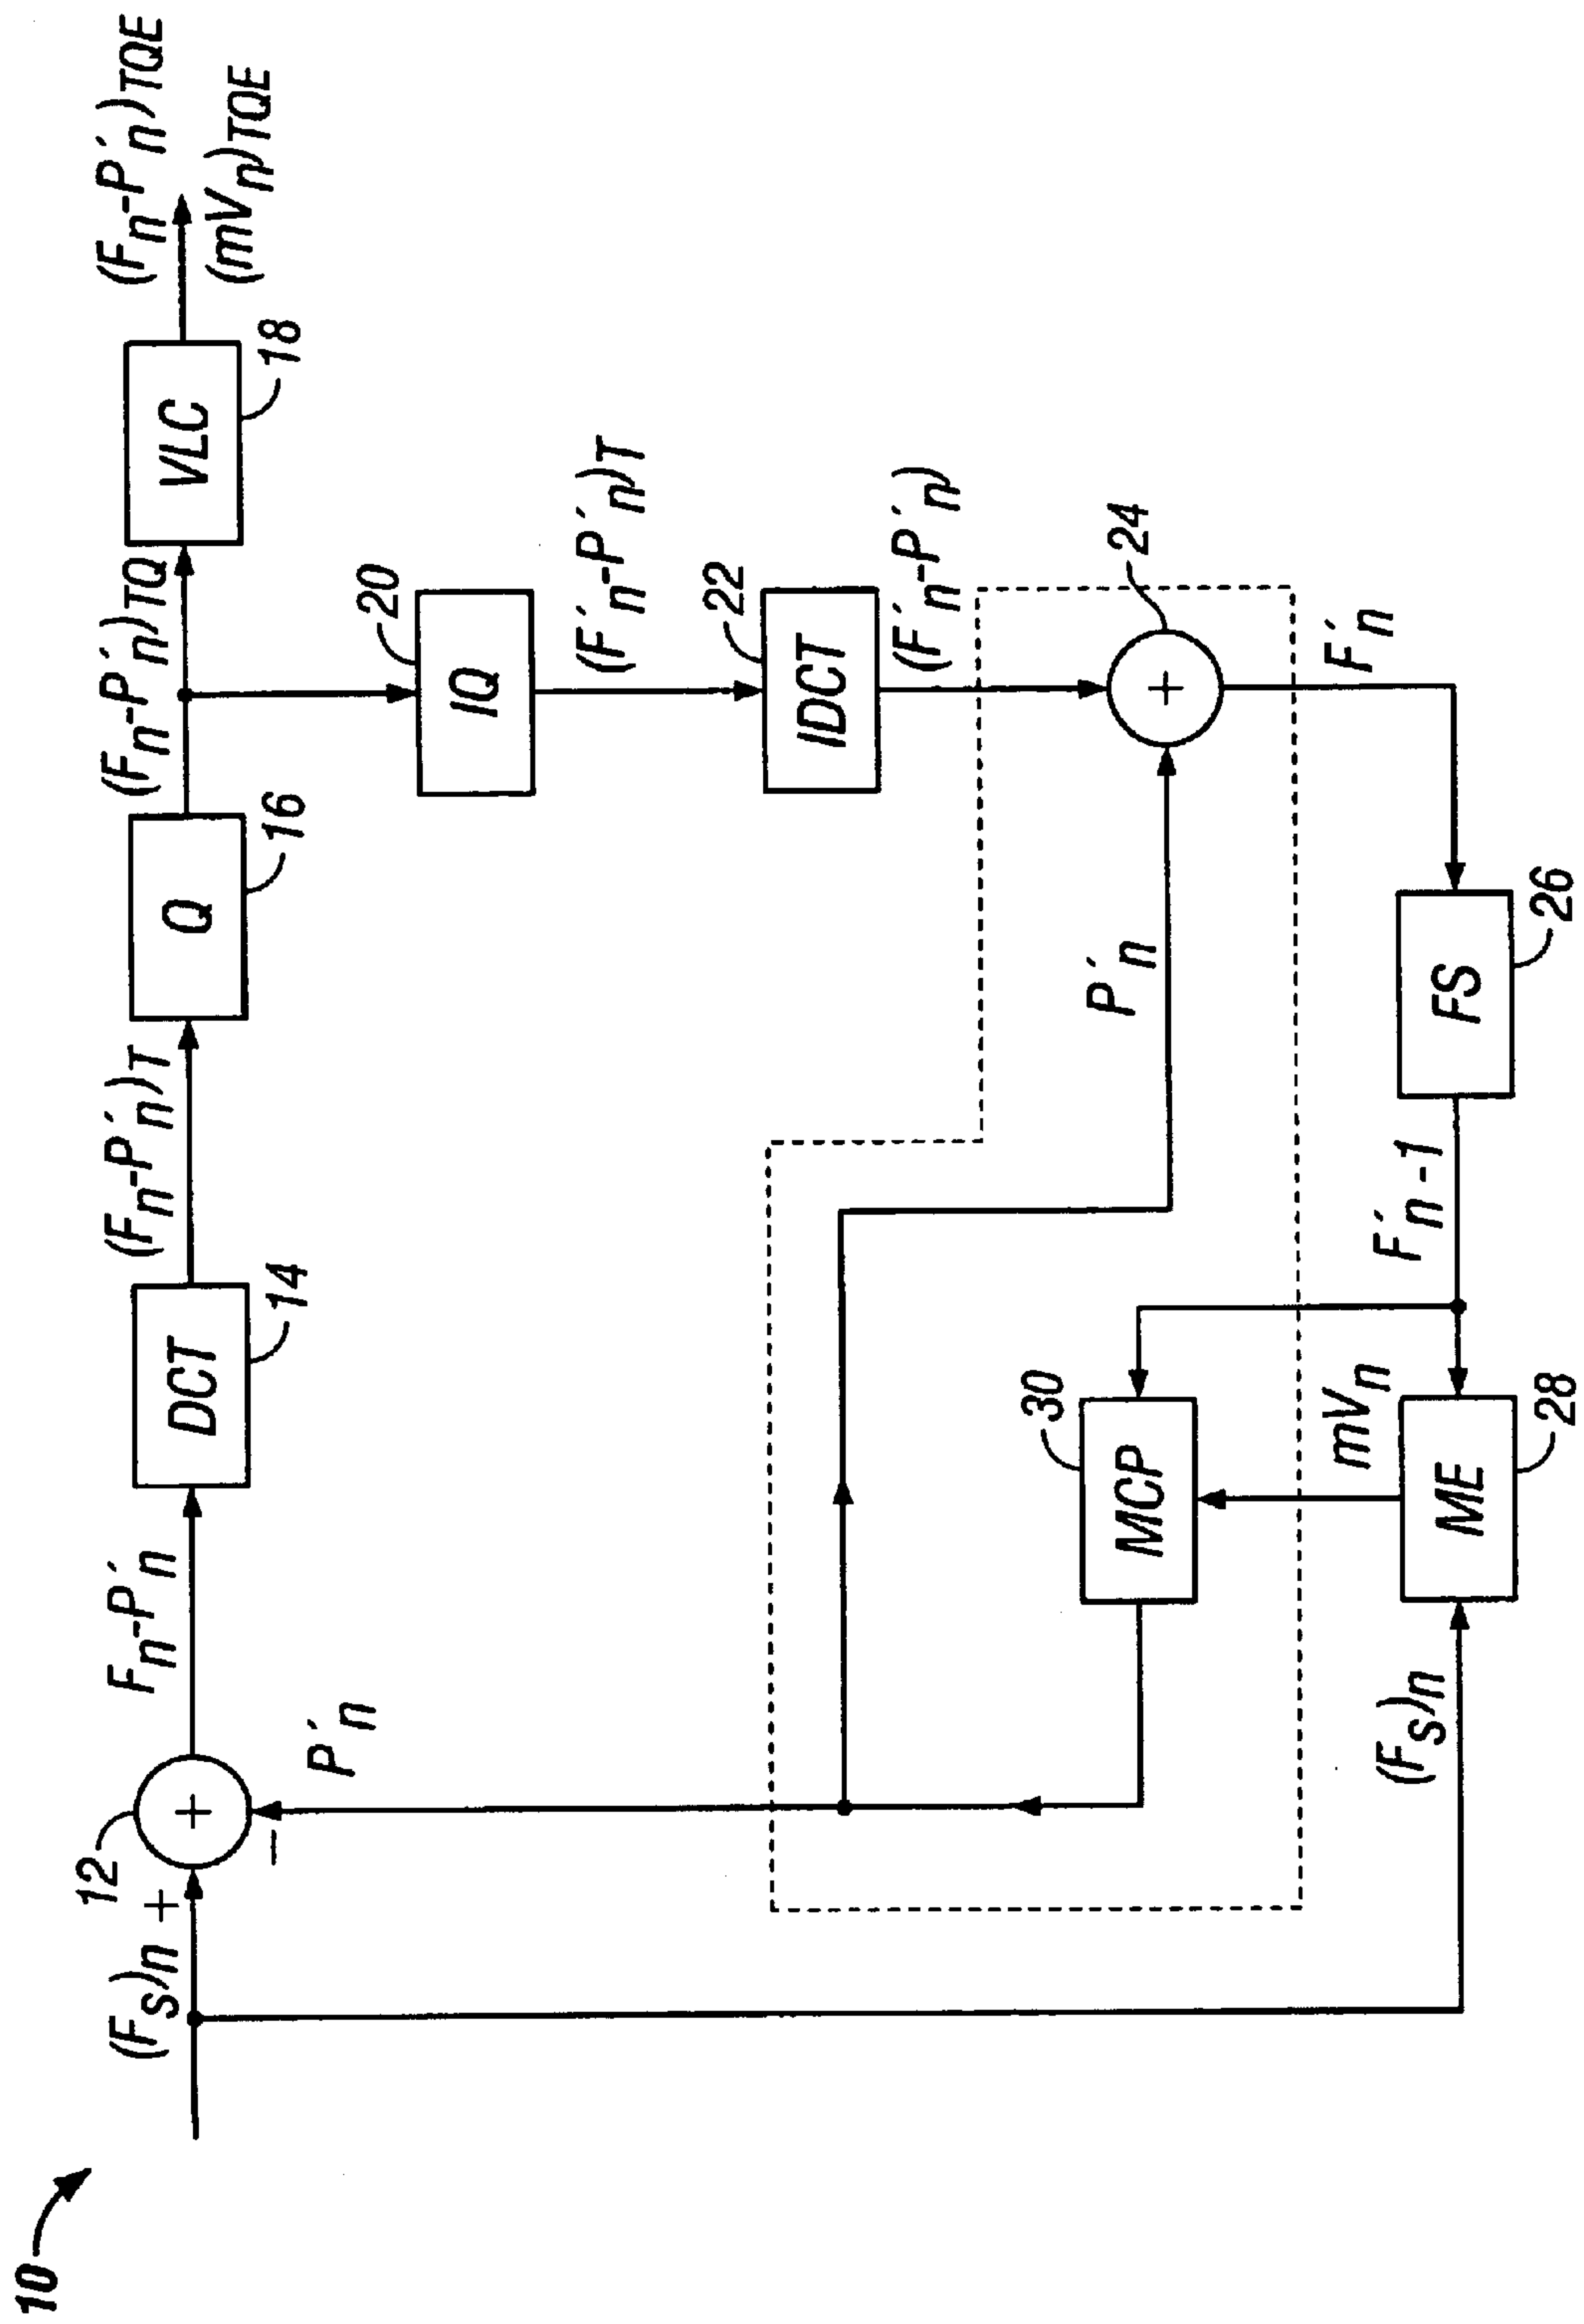 10
(Fs)n +
12
−
+
Fn-P′n
DCT
14
(Fn-P′n)T
Q
16
(Fn-P′n)TQ
VLC
18
(Fn-P′n)TQE
(mVn)TQE
P′n
IQ
20
(F′n-P′n)T
IDCT
22
(F′n-P′n)
P′n
+
24
F′n
MCP
30
mVn
F′n-1
FS
26
(Fs)n
ME
28